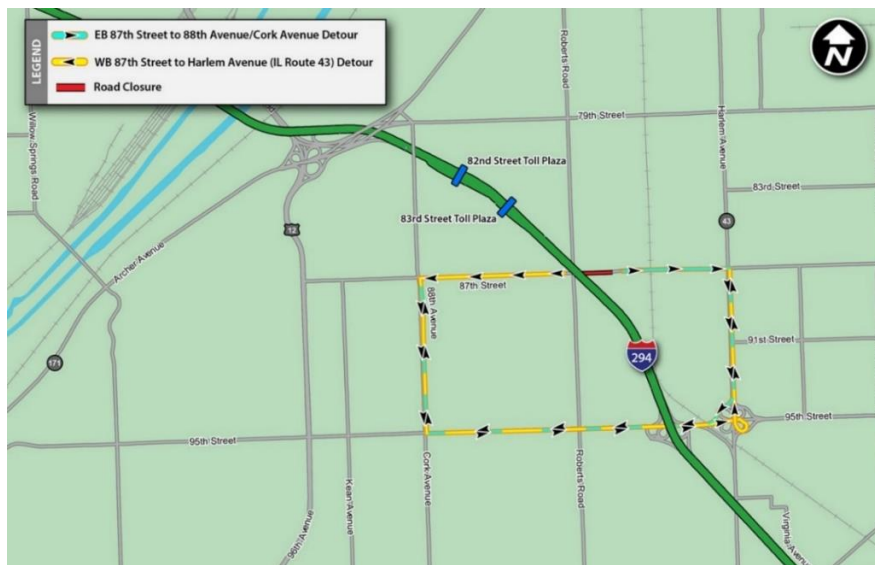 LEGEND
EB 87th Street to 88th Avenue/Cork Avenue Detour
WB 87th Street to Harlem Avenue (IL Route 43) Detour
Road Closure
N
Willow Springs Road
Roberts Road
Harlem Avenue
79th Street
82nd Street Toll Plaza
83rd Street
83rd Street Toll Plaza
43
12
Archer Avenue
87th Street
88th Avenue
91st Street
294
171
95th Street
95th Street
Kean Avenue
Cork Avenue
Roberts Road
96th Avenue
Virginia Avenue